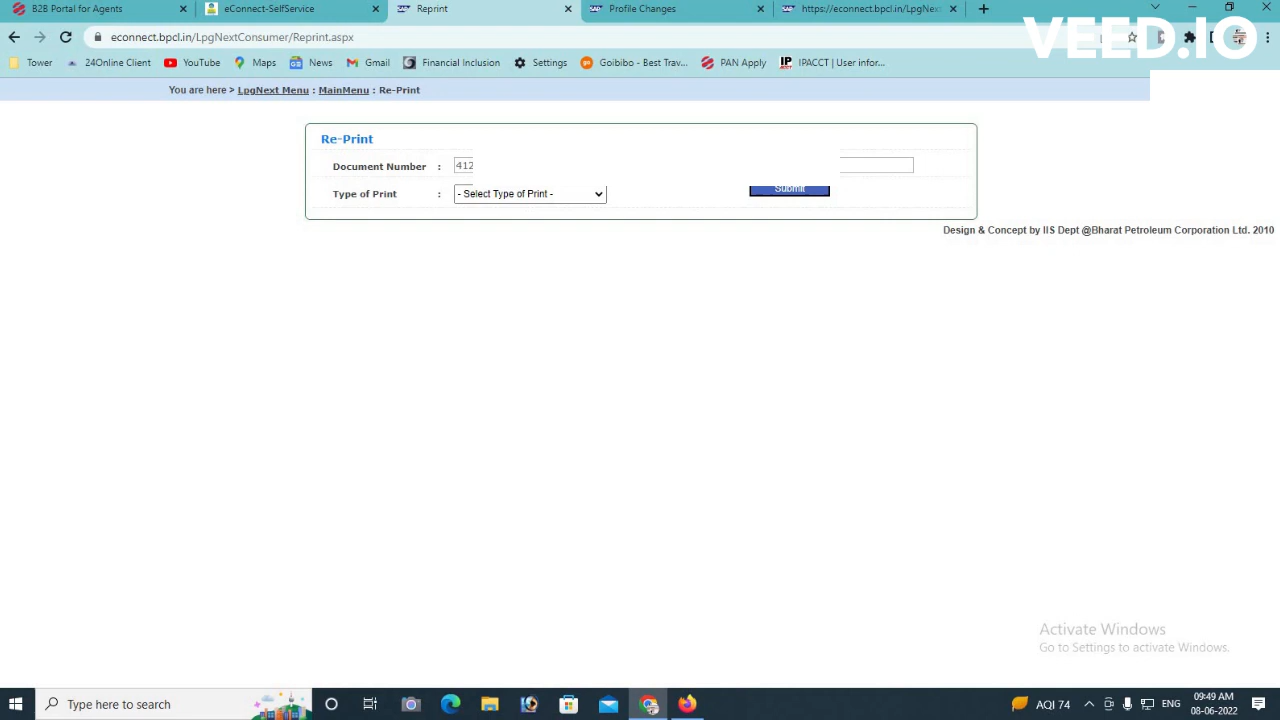 B2B Portal for Agents
eConnect-SelfService
Reprint
Profile Changes
https://econnect.bpcl.in/LpgNext
econnect.bpcl.in/LpgNextConsumer/Reprint.aspx
VEED.IO
Tower
24Online Client
YouTube
Maps
News
Gmail
Financial Inclusion
Settings
Goibibo - Best Trav...
PAN Apply
IPACCT | User infor...
You are here > LpgNext Menu : MainMenu : Re-Print
Re-Print
Document Number : 412
Type of Print : - Select Type of Print -
Submit
Design & Concept by IIS Dept @Bharat Petroleum Corporation Ltd. 2010
Activate Windows
Go to Settings to activate Windows.
Type here to search
AQI 74
ENG
09:49 AM
08-06-2022